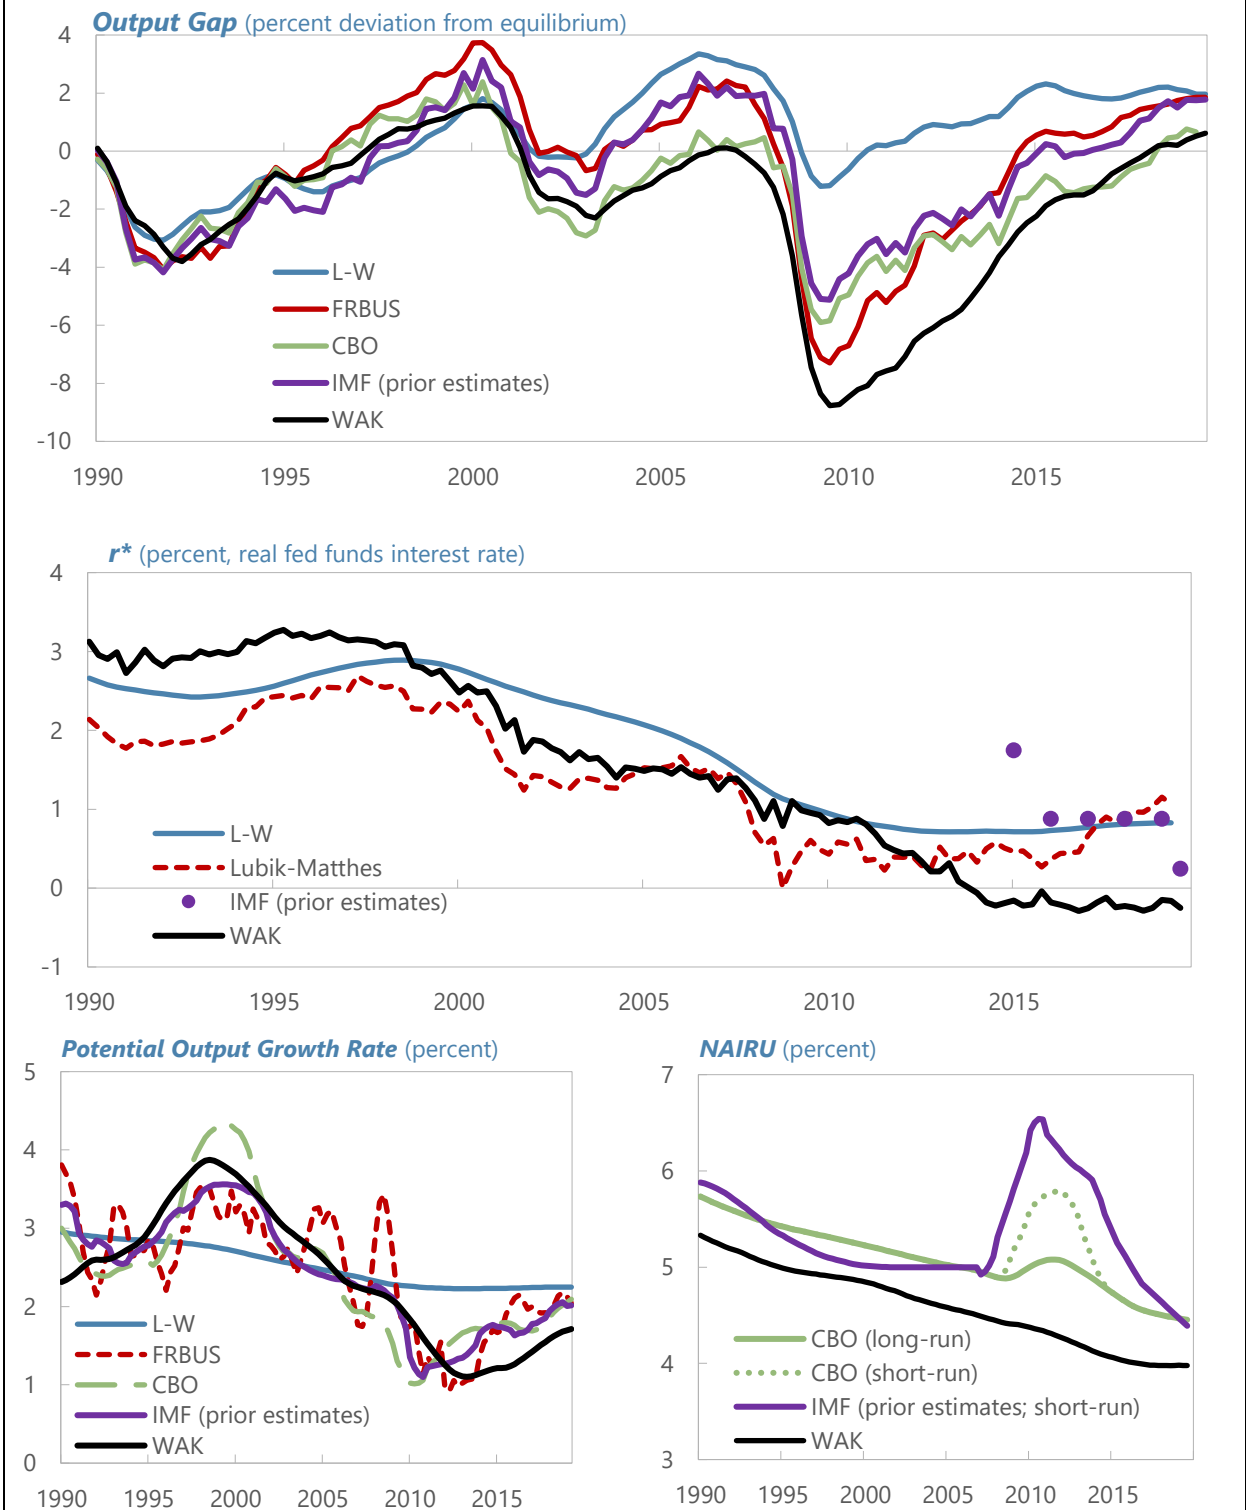 Output Gap (percent deviation from equilibrium)
4
2
0
-2
-4
-6
-8
-10
L-W
FRBUS
CBO
IMF (prior estimates)
WAK
1990 1995 2000 2005 2010 2015
r* (percent, real fed funds interest rate)
4
3
2
1
0
-1
L-W
Lubik-Matthes
IMF (prior estimates)
WAK
1990 1995 2000 2005 2010 2015
Potential Output Growth Rate (percent)
5
4
3
2
1
0
L-W
FRBUS
CBO
IMF (prior estimates)
WAK
1990 1995 2000 2005 2010 2015
NAIRU (percent)
7
6
5
4
3
CBO (long-run)
CBO (short-run)
IMF (prior estimates; short-run)
WAK
1990 1995 2000 2005 2010 2015